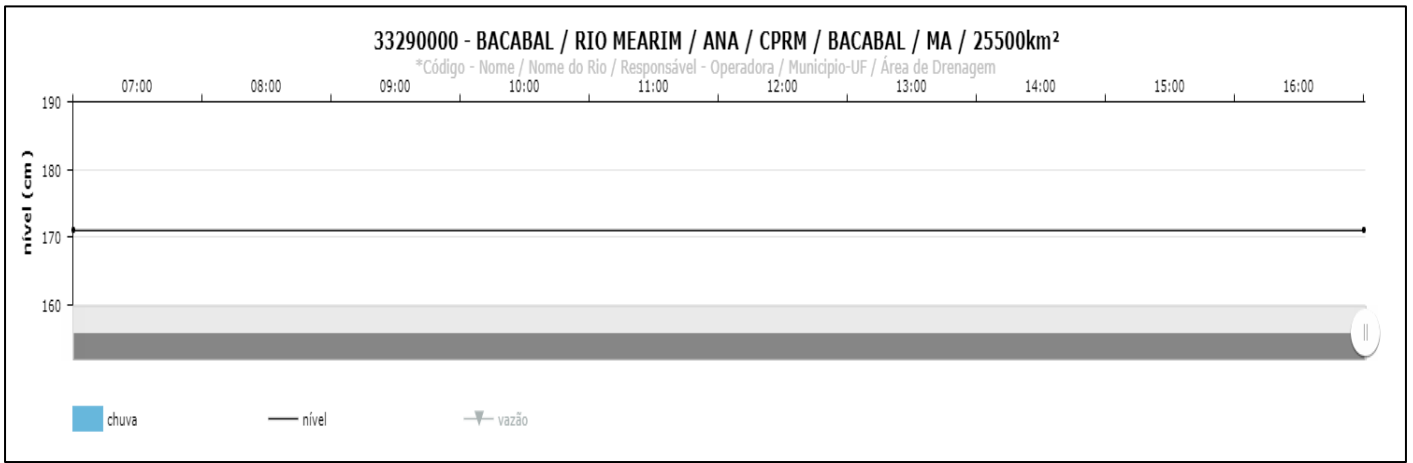 33290000 - BACABAL / RIO MEARIM / ANA / CPRM / BACABAL / MA / 25500km²
*Código - Nome / Nome do Rio / Responsável - Operadora / Municipio-UF / Área de Drenagem
07:00 08:00 09:00 10:00 11:00 12:00 13:00 14:00 15:00 16:00
190
180
nível (cm)
170
160
chuva nível vazão